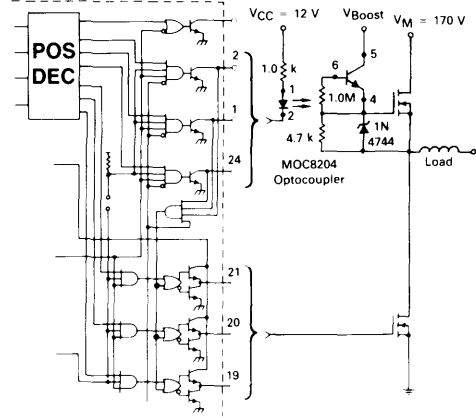 POS
DEC
2
1
24
21
20
19
VCC = 12 V
VBoost
VM = 170 V
1.0 k
1
2
6
5
4
1.0M
4.7 k
1N
4744
MOC8204
Optocoupler
Load